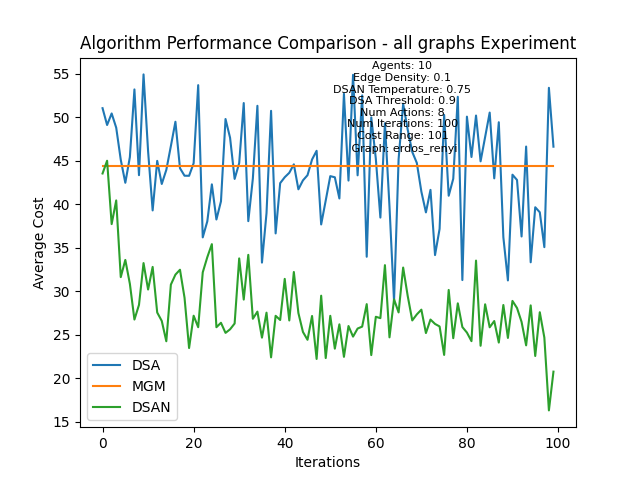 Algorithm Performance Comparison - all graphs Experiment
Agents: 10
Edge Density: 0.1
DSAN Temperature: 0.75
DSA Threshold: 0.9
Num Actions: 8
Num Iterations: 100
Cost Range: 10
Graph: erdos_renyi
55
50
45
40
35
30
25
20
15
Average Cost
DSA
MGM
DSAN
0
20
40
60
80
100
Iterations